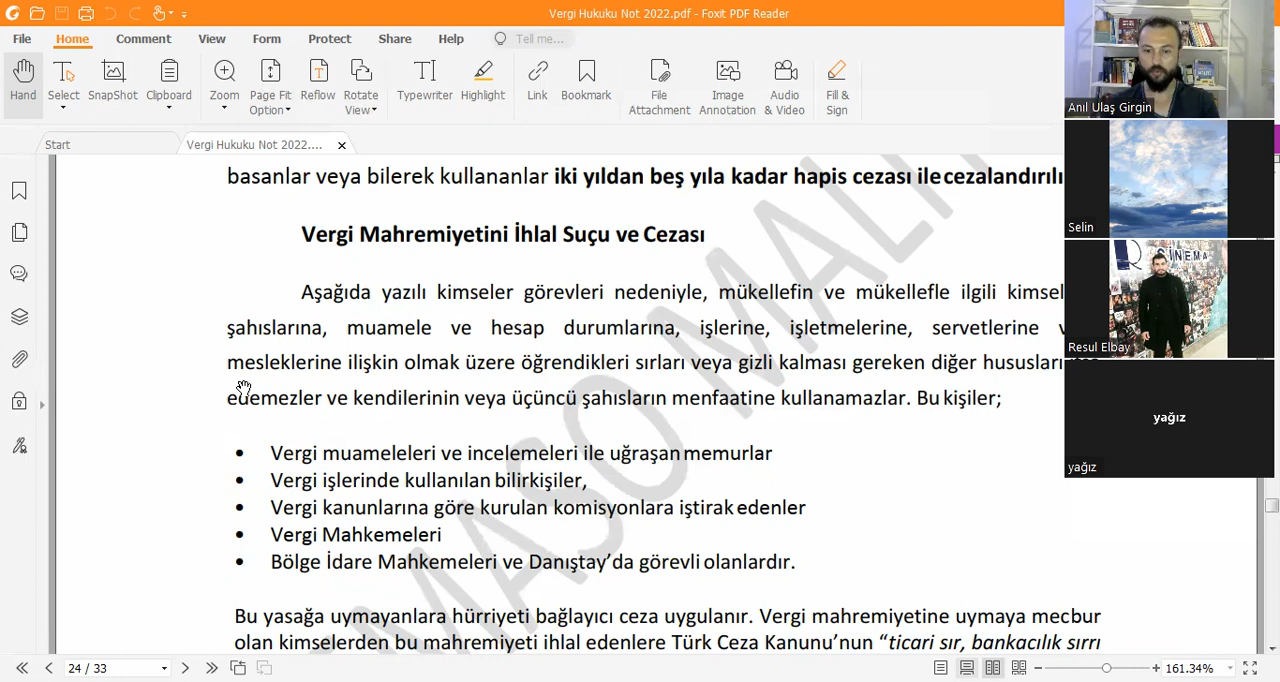 Vergi Hukuku Not 2022.pdf - Foxit PDF Reader
File Home Comment View Form Protect Share Help Tell me...
Hand Select SnapShot Clipboard Zoom Page Fit Option Reflow Rotate View Typewriter Highlight Link Bookmark File Attachment Image Annotation Audio & Video Fill & Sign
Start
Vergi Hukuku Not 2022....
basanlar veya bilerek kullananlar iki yıldan beş yıla kadar hapis cezası ile cezalandırılı
Vergi Mahremiyetini İhlal Suçu ve Cezası
Aşağıda yazılı kimseler görevleri nedeniyle, mükellefin ve mükellefle ilgili kimsel
şahıslarına, muamele ve hesap durumlarına, işlerine, işletmelerine, servetlerine v
mesleklerine ilişkin olmak üzere öğrendikleri sırları veya gizli kalması gereken diğer hususları
edemezler ve kendilerinin veya üçüncü şahısların menfaatine kullanamazlar. Bu kişiler;
• Vergi muameleleri ve incelemeleri ile uğraşan memurlar
• Vergi işlerinde kullanılan bilirkişiler,
• Vergi kanunlarına göre kurulan komisyonlara iştirak edenler
• Vergi Mahkemeleri
• Bölge İdare Mahkemeleri ve Danıştay’da görevli olanlardır.
Bu yasağa uymayanlara hürriyeti bağlayıcı ceza uygulanır. Vergi mahremiyetine uymaya mecbur
olan kimselerden bu mahremiyeti ihlal edenlere Türk Ceza Kanunu’nun “ticari sır, bankacılık sırrı
24 / 33
161.34%
Anıl Ulaş Girgin
Selin
SİNEMA
Resul Elbay
yağız
yağız